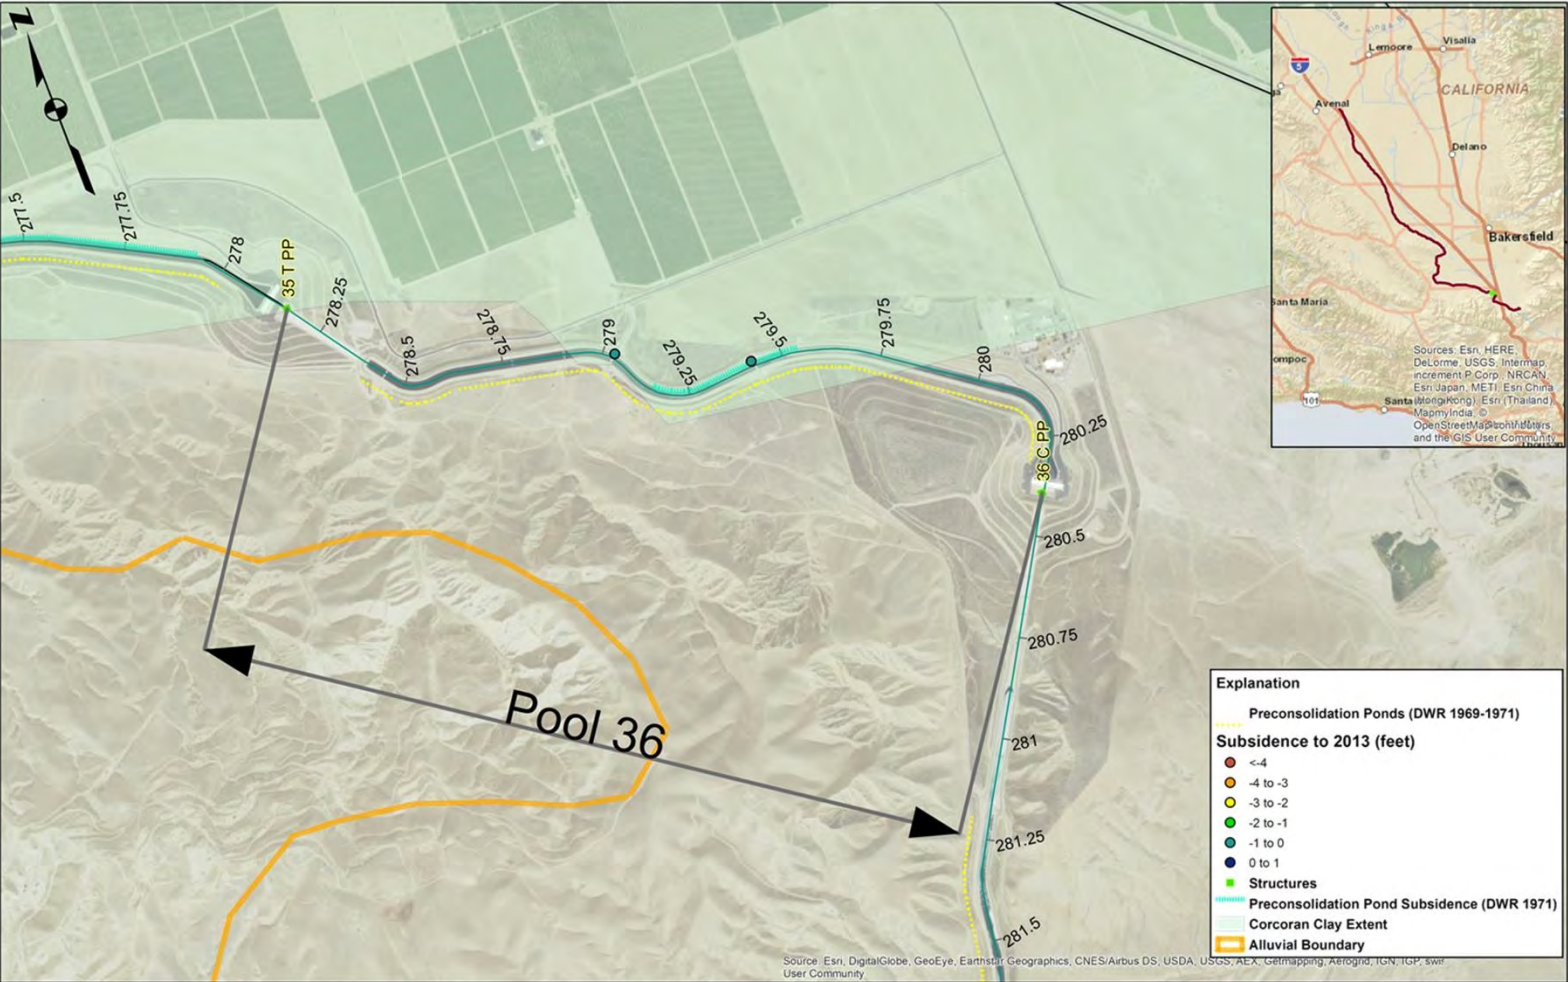 N
277.5
277.75
278
35 T PP
278.25
278.5
278.75
279
279.25
279.5
279.75
280
280.25
36 C PP
280.5
280.75
281
281.25
281.5
Pool 36
Lemoore
Visalia
5
CALIFORNIA
Avenal
Delano
Bakersfield
Santa Maria
ompoc
101
Santa
Sources: Esri, HERE,
DeLorme, USGS, Intermap,
increment P Corp., NRCAN,
Esri Japan, METI, Esri China
(Hong Kong), Esri (Thailand),
MapmyIndia, ©
OpenStreetMap contributors,
and the GIS User Community
Explanation
Preconsolidation Ponds (DWR 1969-1971)
Subsidence to 2013 (feet)
<-4
-4 to -3
-3 to -2
-2 to -1
-1 to 0
0 to 1
Structures
Preconsolidation Pond Subsidence (DWR 1971)
Corcoran Clay Extent
Alluvial Boundary
Source: Esri, DigitalGlobe, GeoEye, Earthstar Geographics, CNES/Airbus DS, USDA, USGS, AEX, Getmapping, Aerogrid, IGN, IGP, swir
User Community